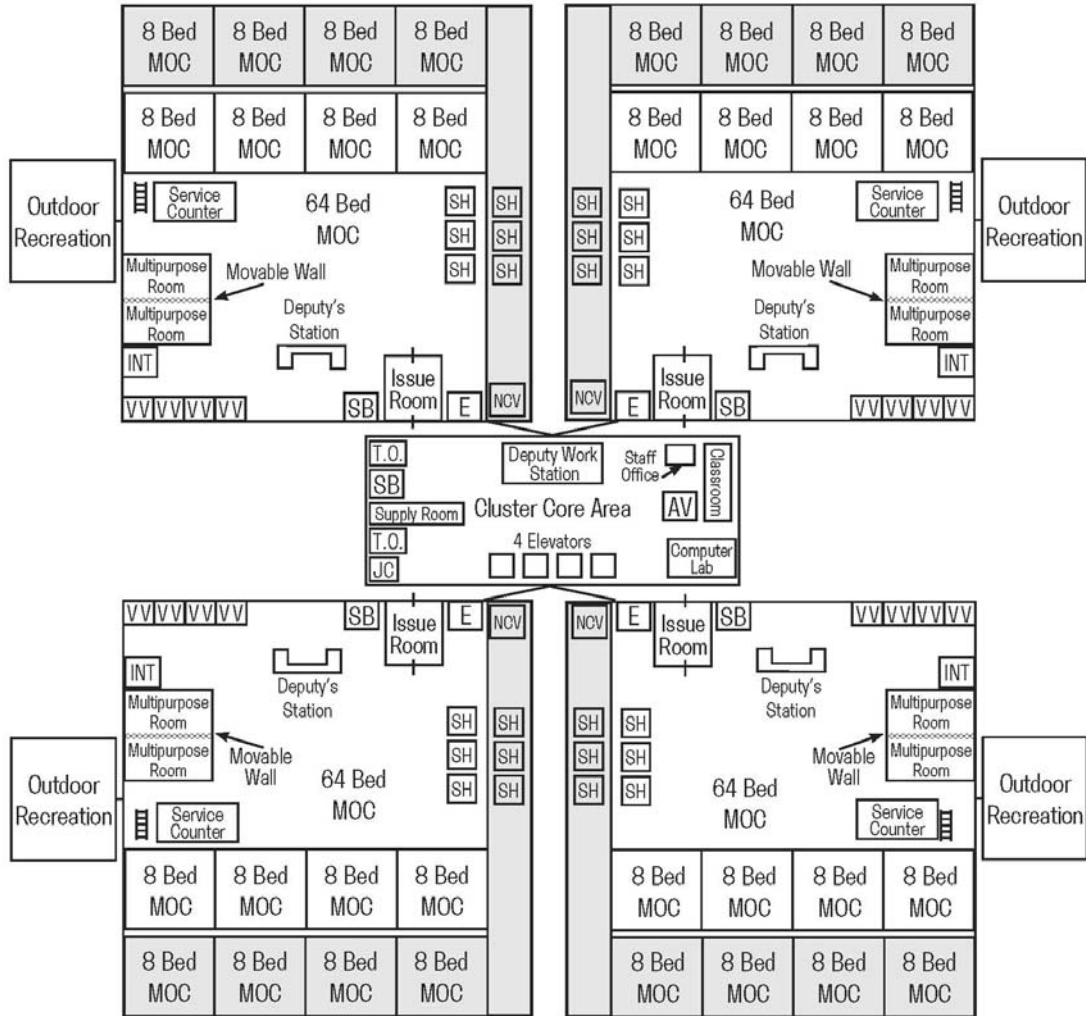 8 Bed 8 Bed 8 Bed 8 Bed
MOC MOC MOC MOC
8 Bed 8 Bed 8 Bed 8 Bed
MOC MOC MOC MOC
8 Bed 8 Bed 8 Bed 8 Bed
MOC MOC MOC MOC
8 Bed 8 Bed 8 Bed 8 Bed
MOC MOC MOC MOC
Outdoor
Recreation
Service
Counter
64 Bed
MOC
SH SH
SH SH
SH SH
Multipurpose
Room
Multipurpose
Room
Movable Wall
Deputy's
Station
INT
VV VV VV VV
SB
Issue
Room
E
NCV
SH SH
SH SH
SH SH
64 Bed
MOC
Service
Counter
Outdoor
Recreation
Movable Wall
Multipurpose
Room
Multipurpose
Room
Deputy's
Station
INT
NCV
E
Issue
Room
SB
VV VV VV VV
T.O.
SB
Supply Room
T.O.
JC
Deputy Work
Station
Cluster Core Area
4 Elevators
Staff
Office
AV
Classroom
Computer
Lab
VV VV VV VV
SB
Issue
Room
E
NCV
INT
Deputy's
Station
Multipurpose
Room
Multipurpose
Room
Movable
Wall
SH SH
SH SH
SH SH
64 Bed
MOC
Outdoor
Recreation
Service
Counter
NCV
E
Issue
Room
SB
VV VV VV VV
INT
Deputy's
Station
Multipurpose
Room
Multipurpose
Room
Movable
Wall
SH SH
SH SH
SH SH
64 Bed
MOC
Service
Counter
Outdoor
Recreation
8 Bed 8 Bed 8 Bed 8 Bed
MOC MOC MOC MOC
8 Bed 8 Bed 8 Bed 8 Bed
MOC MOC MOC MOC
8 Bed 8 Bed 8 Bed 8 Bed
MOC MOC MOC MOC
8 Bed 8 Bed 8 Bed 8 Bed
MOC MOC MOC MOC